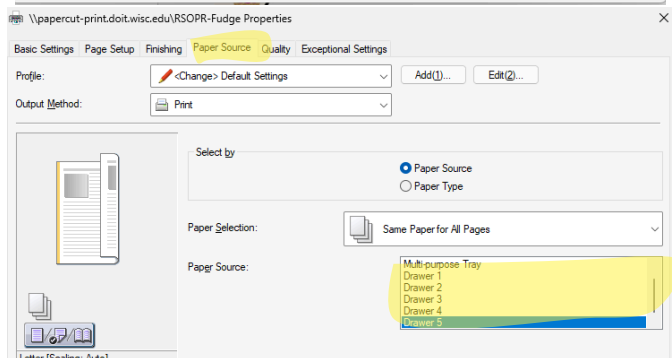 \\papercut-print.doit.wisc.edu\RSOPR-Fudge Properties
Basic Settings Page Setup Finishing Paper Source Quality Exceptional Settings
Profile: <Change> Default Settings Add(1)... Edit(2)...
Output Method: Print
Select by
Paper Source
Paper Type
Paper Selection: Same Paper for All Pages
Paper Source: Multi-purpose Tray
Drawer 1
Drawer 2
Drawer 3
Drawer 4
Drawer 5
Letter [Scaling: Auto]